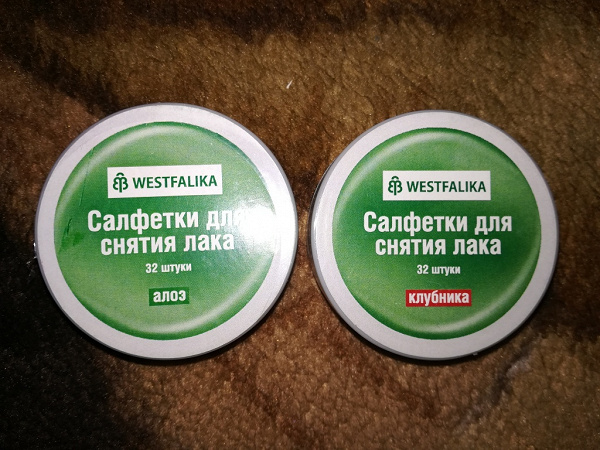 WESTFALIKA
Салфетки для
снятия лака
32 штуки
алоэ
WESTFALIKA
Салфетки для
снятия лака
32 штуки
клубника